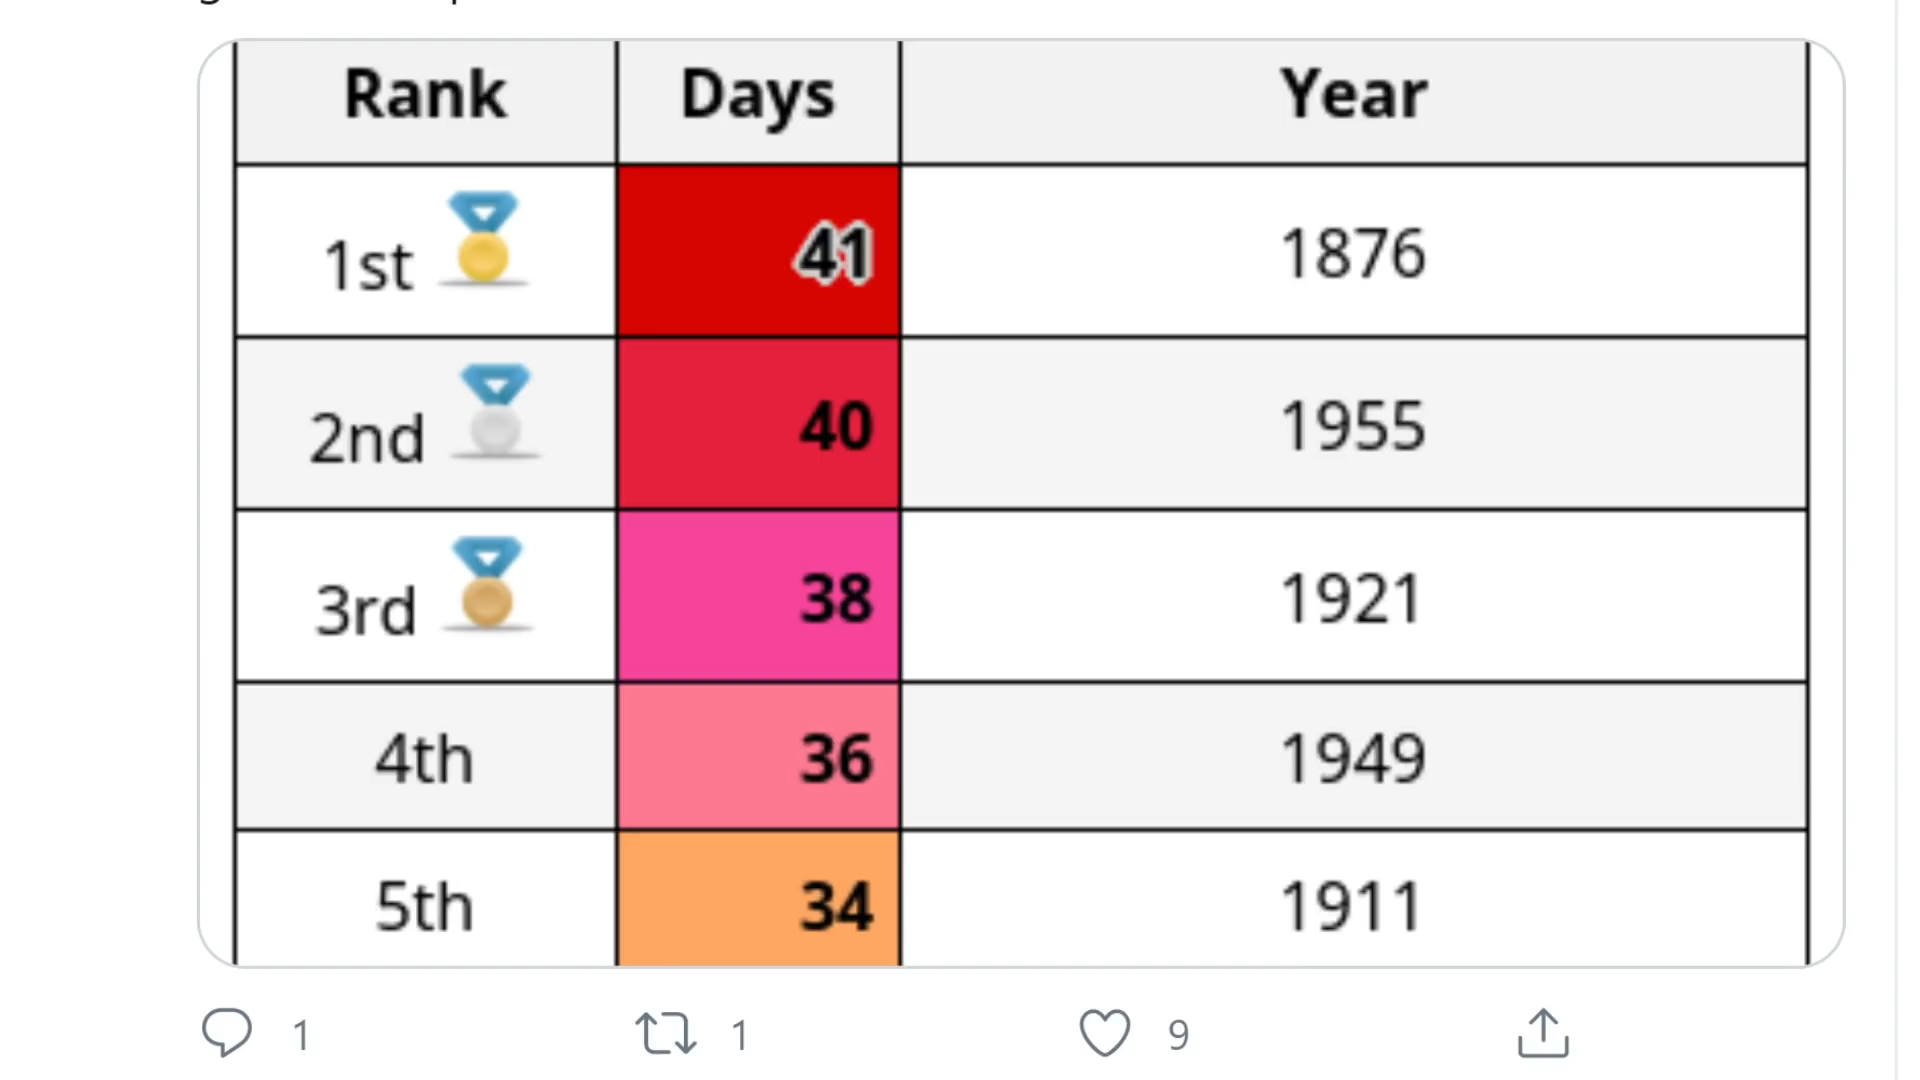 Rank Days Year
1st 41 1876
2nd 40 1955
3rd 38 1921
4th 36 1949
5th 34 1911
1 1 9